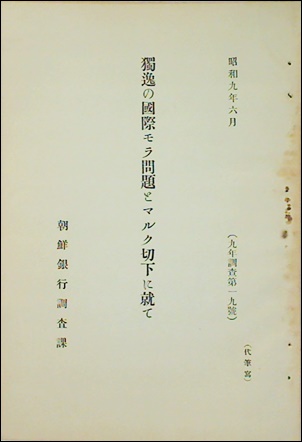 昭和九年六月
(九年調査第一九號)
(代筆寫)
獨逸の國際モラ問題とマルク切下に就て
朝鮮銀行調査課